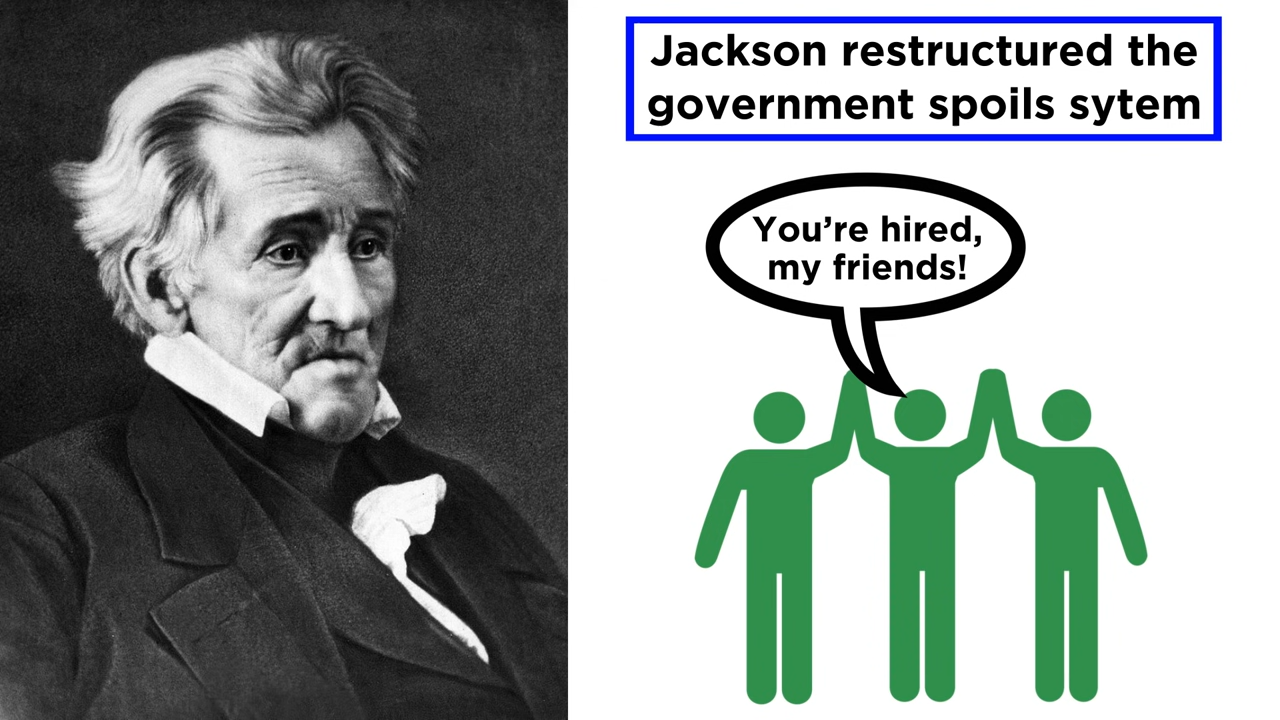 Jackson restructured the
government spoils sytem
You’re hired,
my friends!